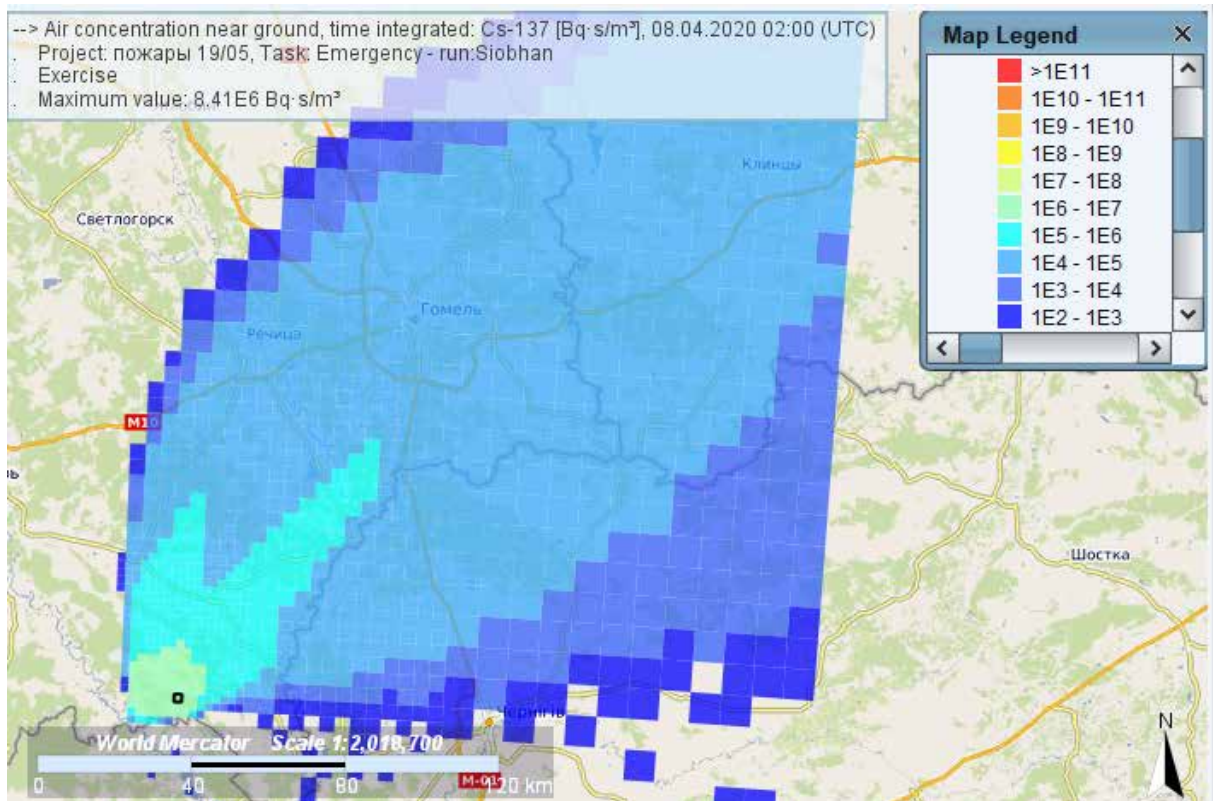 --> Air concentration near ground, time integrated: Cs-137 [Bq·s/m³], 08.04.2020 02:00 (UTC)
. Project: пожары 19/05, Task: Emergency - run:Siobhan
. Exercise
. Maximum value: 8.41E6 Bq·s/m³
Map Legend
>1E11
1E10 - 1E11
1E9 - 1E10
1E8 - 1E9
1E7 - 1E8
1E6 - 1E7
1E5 - 1E6
1E4 - 1E5
1E3 - 1E4
1E2 - 1E3
Клинцы
Светлогорск
Гомель
Речица
M10
Шостка
Чернігів
N
World Mercator Scale 1:2,018,700
M-01
0 40 80 120 km